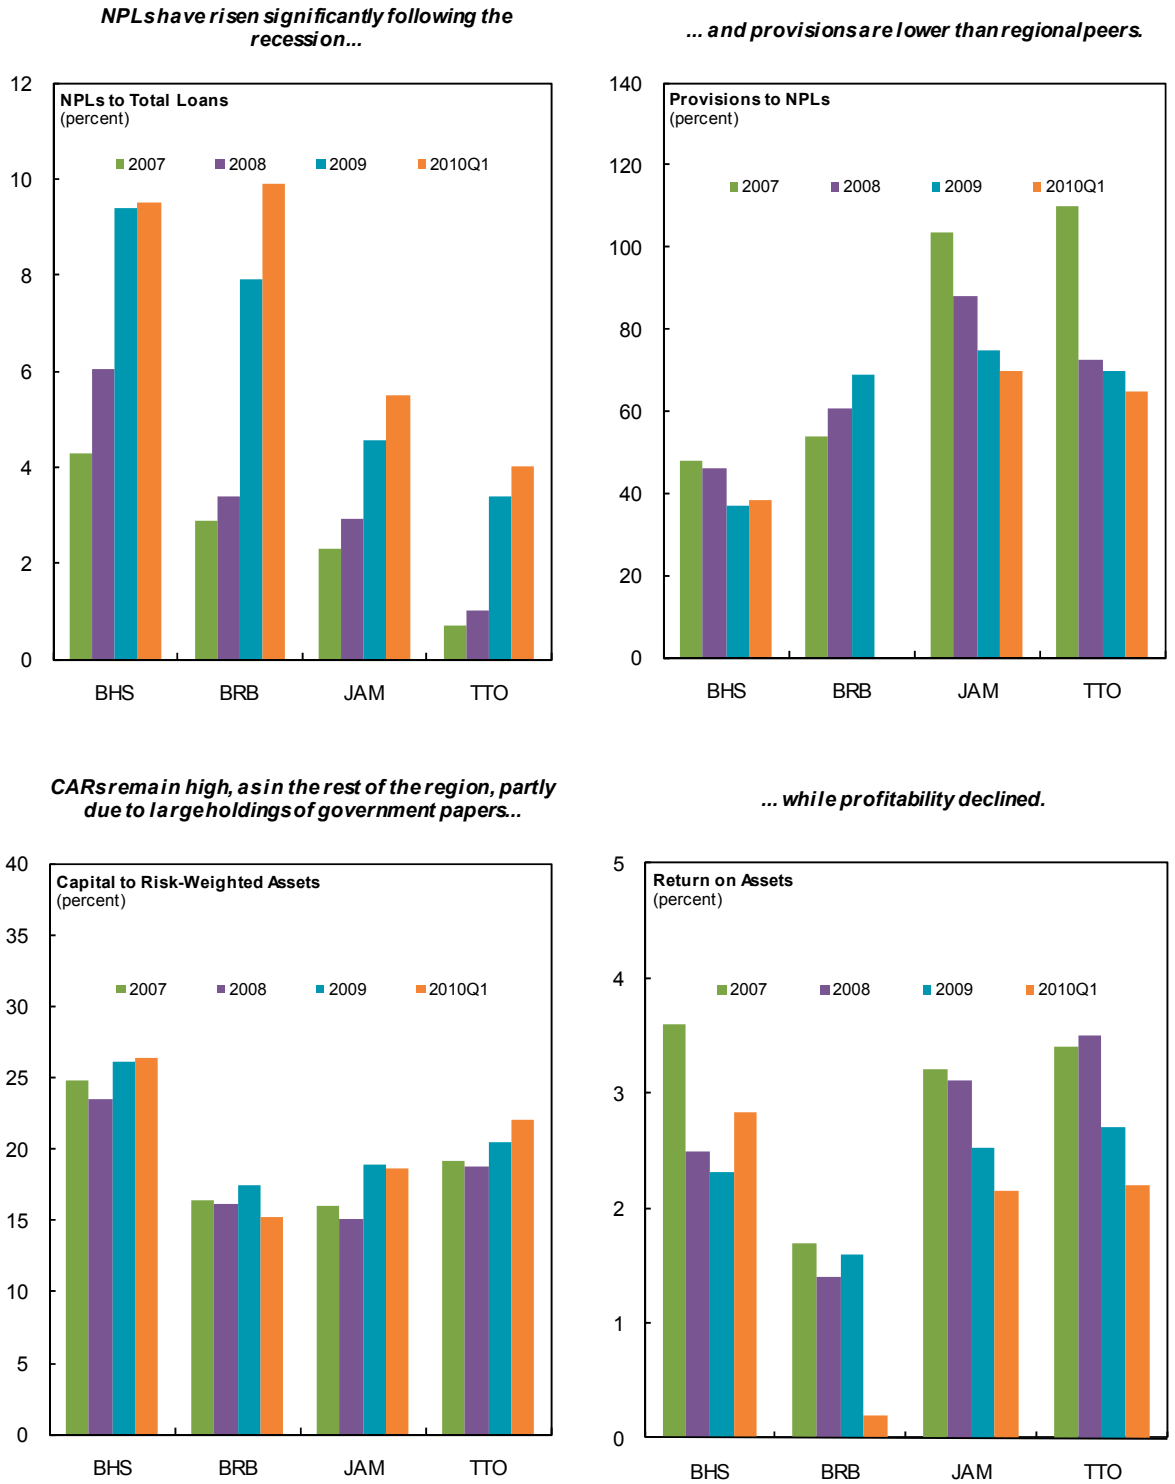 NPLs have risen significantly following the
recession...
12
NPLs to Total Loans
(percent)
2007 2008 2009 2010Q1
10
8
6
4
2
0
BHS BRB JAM TTO
... and provisions are lower than regional peers.
140
Provisions to NPLs
(percent)
120
2007 2008 2009 2010Q1
100
80
60
40
20
0
BHS BRB JAM TTO
CARs remain high, as in the rest of the region, partly
due to large holdings of government papers...
40
Capital to Risk-Weighted Assets
(percent)
35
2007 2008 2009 2010Q1
30
25
20
15
10
5
0
BHS BRB JAM TTO
... while profitability declined.
5
Return on Assets
(percent)
4
2007 2008 2009 2010Q1
3
2
1
0
BHS BRB JAM TTO